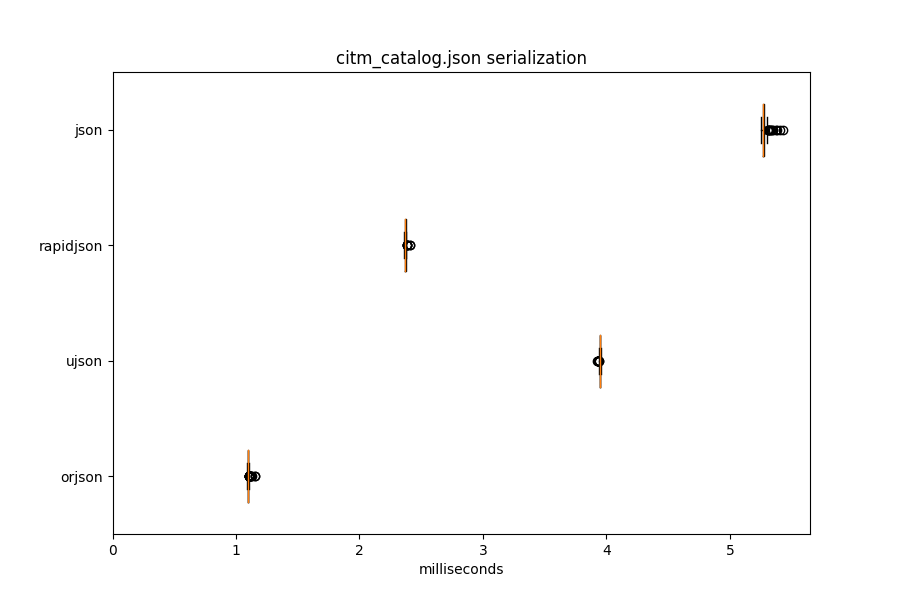 citm_catalog.json serialization
json
rapidjson
ujson
orjson
0 1 2 3 4 5
milliseconds